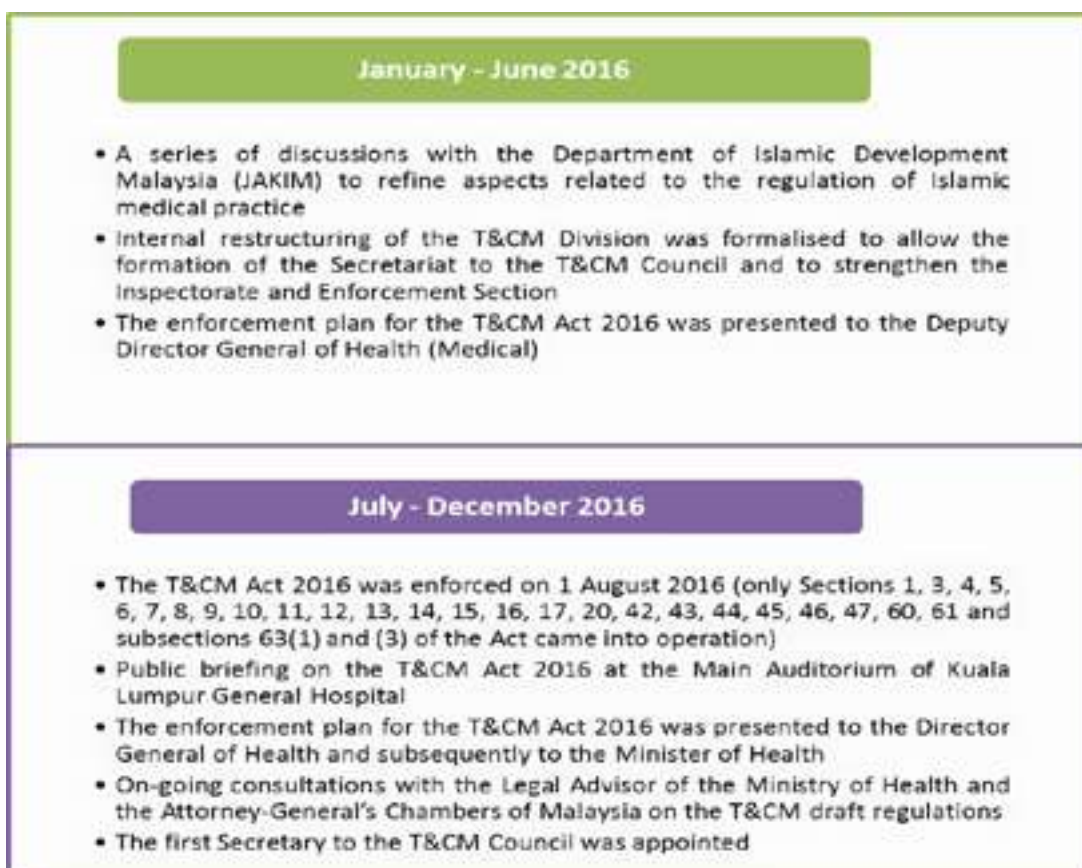 January - June 2016
• A series of discussions with the Department of Islamic Development
Malaysia (JAKIM) to refine aspects related to the regulation of Islamic
medical practice
• Internal restructuring of the T&CM Division was formalised to allow the
formation of the Secretariat to the T&CM Council and to strengthen the
Inspectorate and Enforcement Section
• The enforcement plan for the T&CM Act 2016 was presented to the Deputy
Director General of Health (Medical)
July - December 2016
• The T&CM Act 2016 was enforced on 1 August 2016 (only Sections 1, 3, 4, 5,
6, 7, 8, 9, 10, 11, 12, 13, 14, 15, 16, 17, 20, 42, 43, 44, 45, 46, 47, 60, 61 and
subsections 63(1) and (3) of the Act came into operation)
• Public briefing on the T&CM Act 2016 at the Main Auditorium of Kuala
Lumpur General Hospital
• The enforcement plan for the T&CM Act 2016 was presented to the Director
General of Health and subsequently to the Minister of Health
• On-going consultations with the Legal Advisor of the Ministry of Health and
the Attorney-General's Chambers of Malaysia on the T&CM draft regulations
• The first Secretary to the T&CM Council was appointed